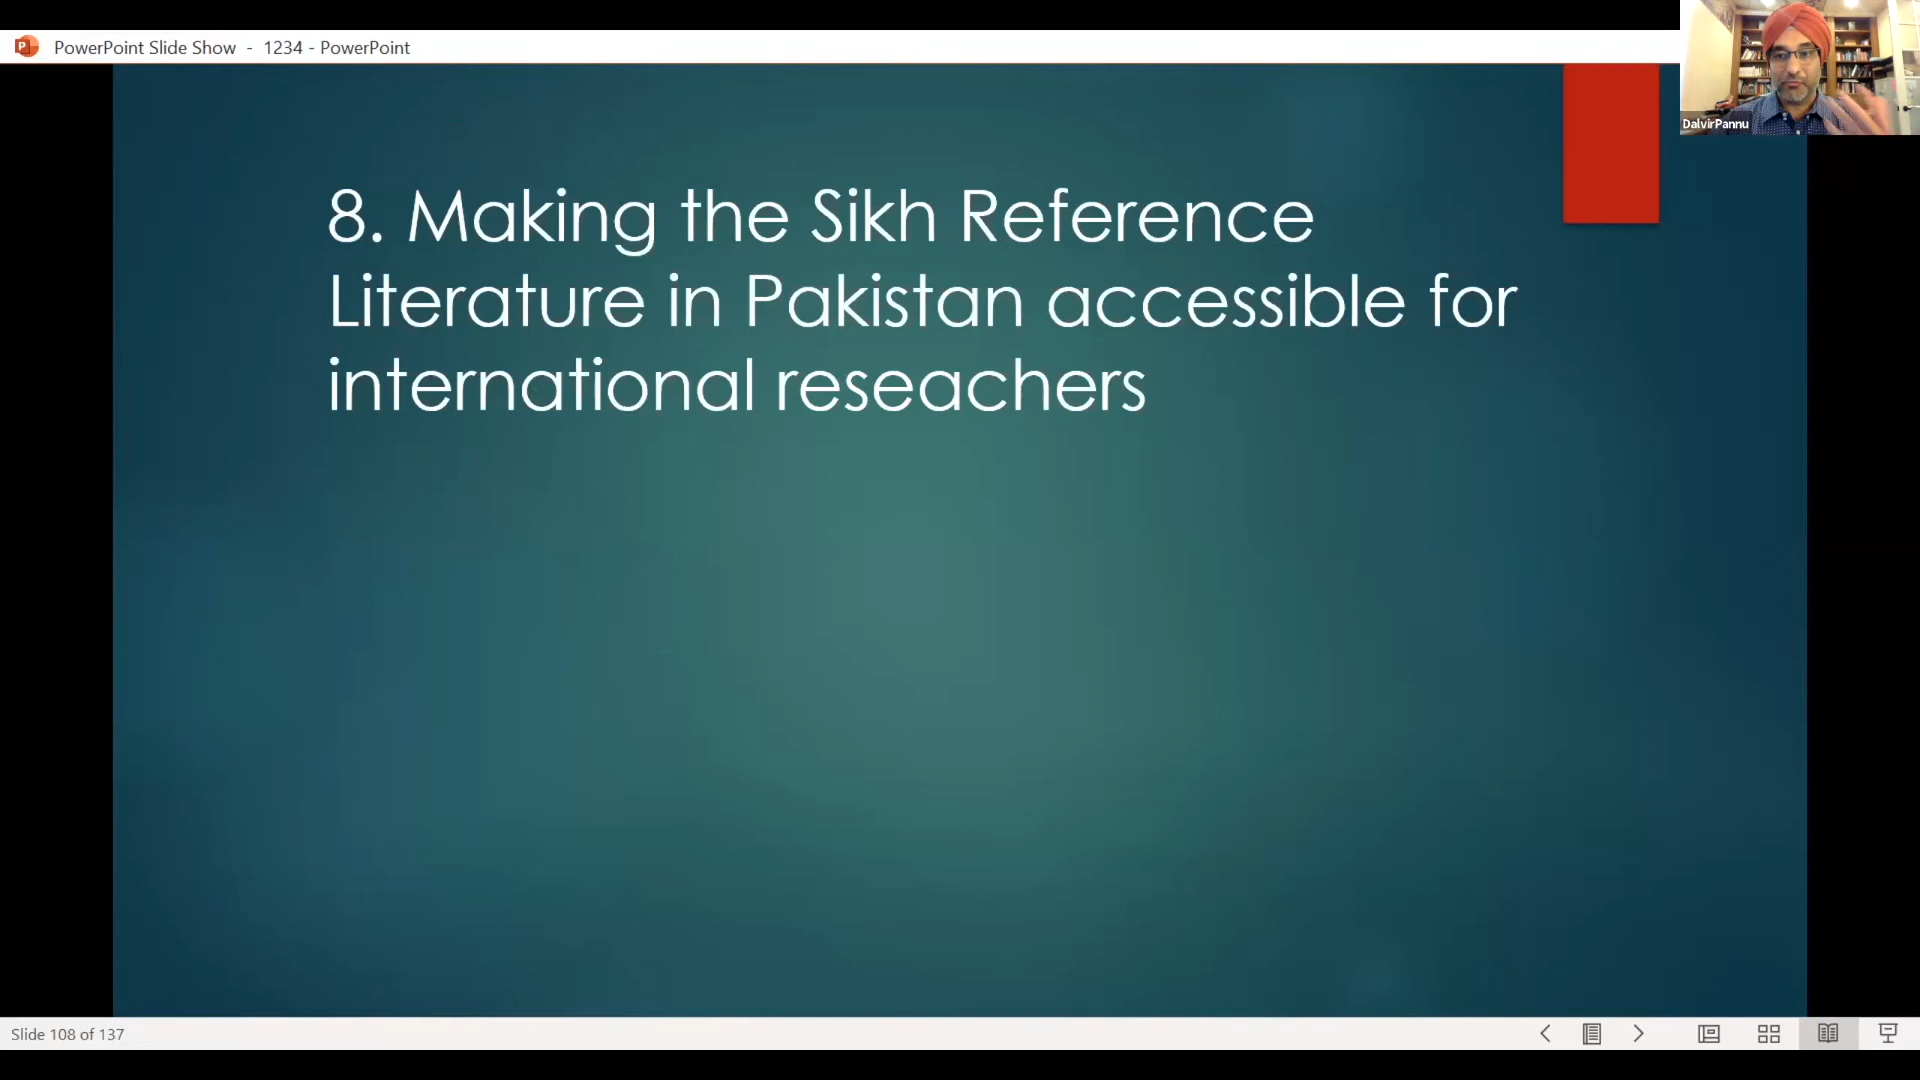 PowerPoint Slide Show - 1234 - PowerPoint
DalvirPannu
8. Making the Sikh Reference
Literature in Pakistan accessible for
international reseachers
Slide 108 of 137